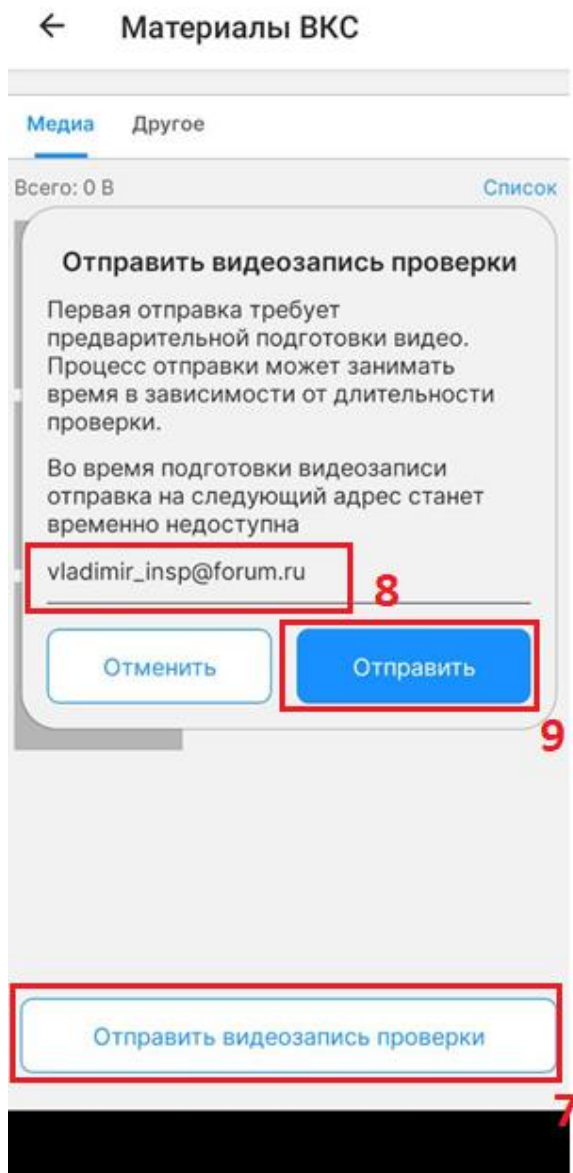 Материалы ВКС
Медиа Другое
Всего: 0 B Список
Отправить видеозапись проверки
Первая отправка требует
предварительной подготовки видео.
Процесс отправки может занимать
время в зависимости от длительности
проверки.
Во время подготовки видеозаписи
отправка на следующий адрес станет
временно недоступна
vladimir_insp@forum.ru
8
Отменить Отправить
9
Отправить видеозапись проверки
7